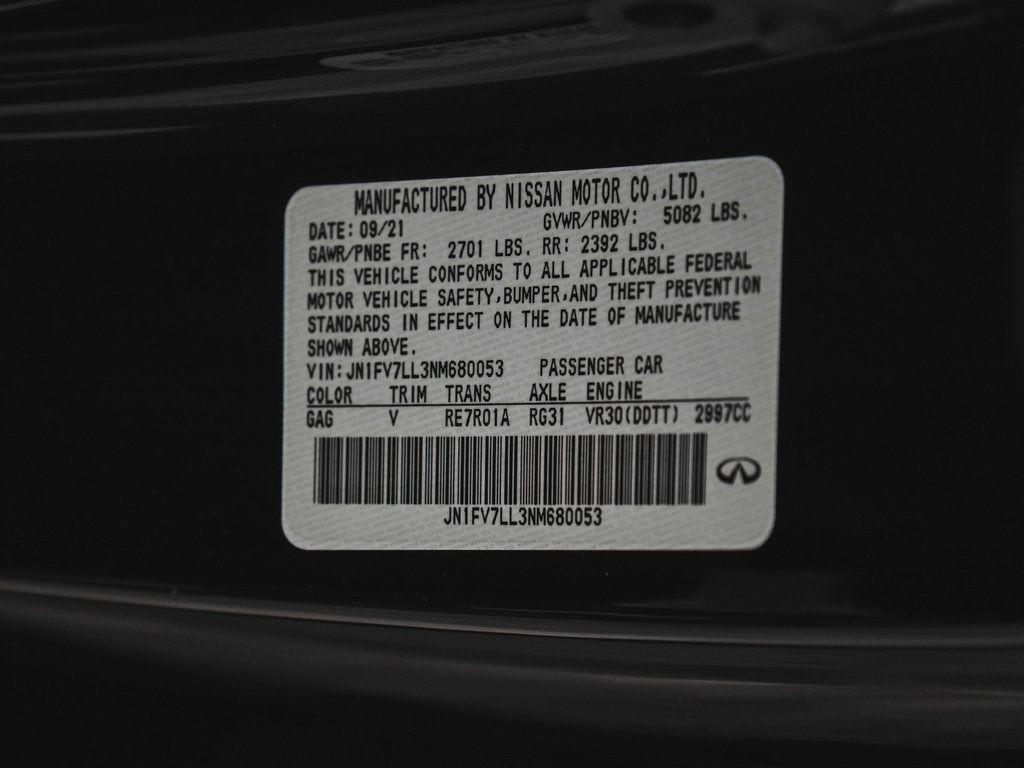 MANUFACTURED BY NISSAN MOTOR CO.,LTD.
DATE: 09/21 GVWR/PNBV: 5082 LBS.
GAWR/PNBE FR: 2701 LBS. RR: 2392 LBS.
THIS VEHICLE CONFORMS TO ALL APPLICABLE FEDERAL
MOTOR VEHICLE SAFETY,BUMPER,AND THEFT PREVENTION
STANDARDS IN EFFECT ON THE DATE OF MANUFACTURE
SHOWN ABOVE.
VIN:JN1FV7LL3NM680053 PASSENGER CAR
COLOR TRIM TRANS AXLE ENGINE
GAG V RE7R01A RG31 VR30(DDTT) 2997CC
JN1FV7LL3NM680053